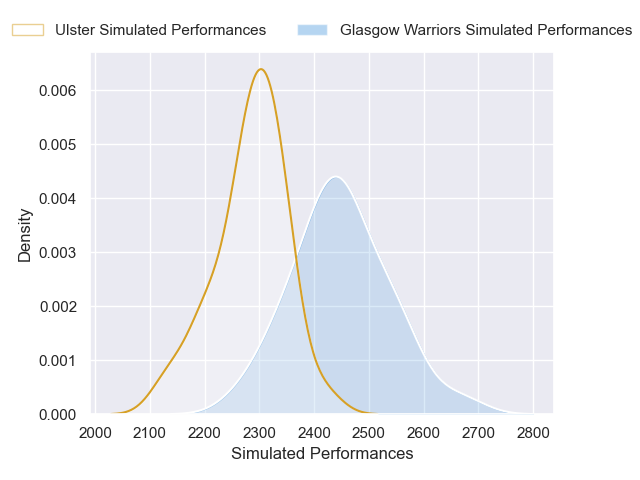 Ulster Simulated Performances Glasgow Warriors Simulated Performances
0.006
0.005
0.004
0.003
0.002
0.001
0.000
Density
2000 2100 2200 2300 2400 2500 2600 2700 2800
Simulated Performances